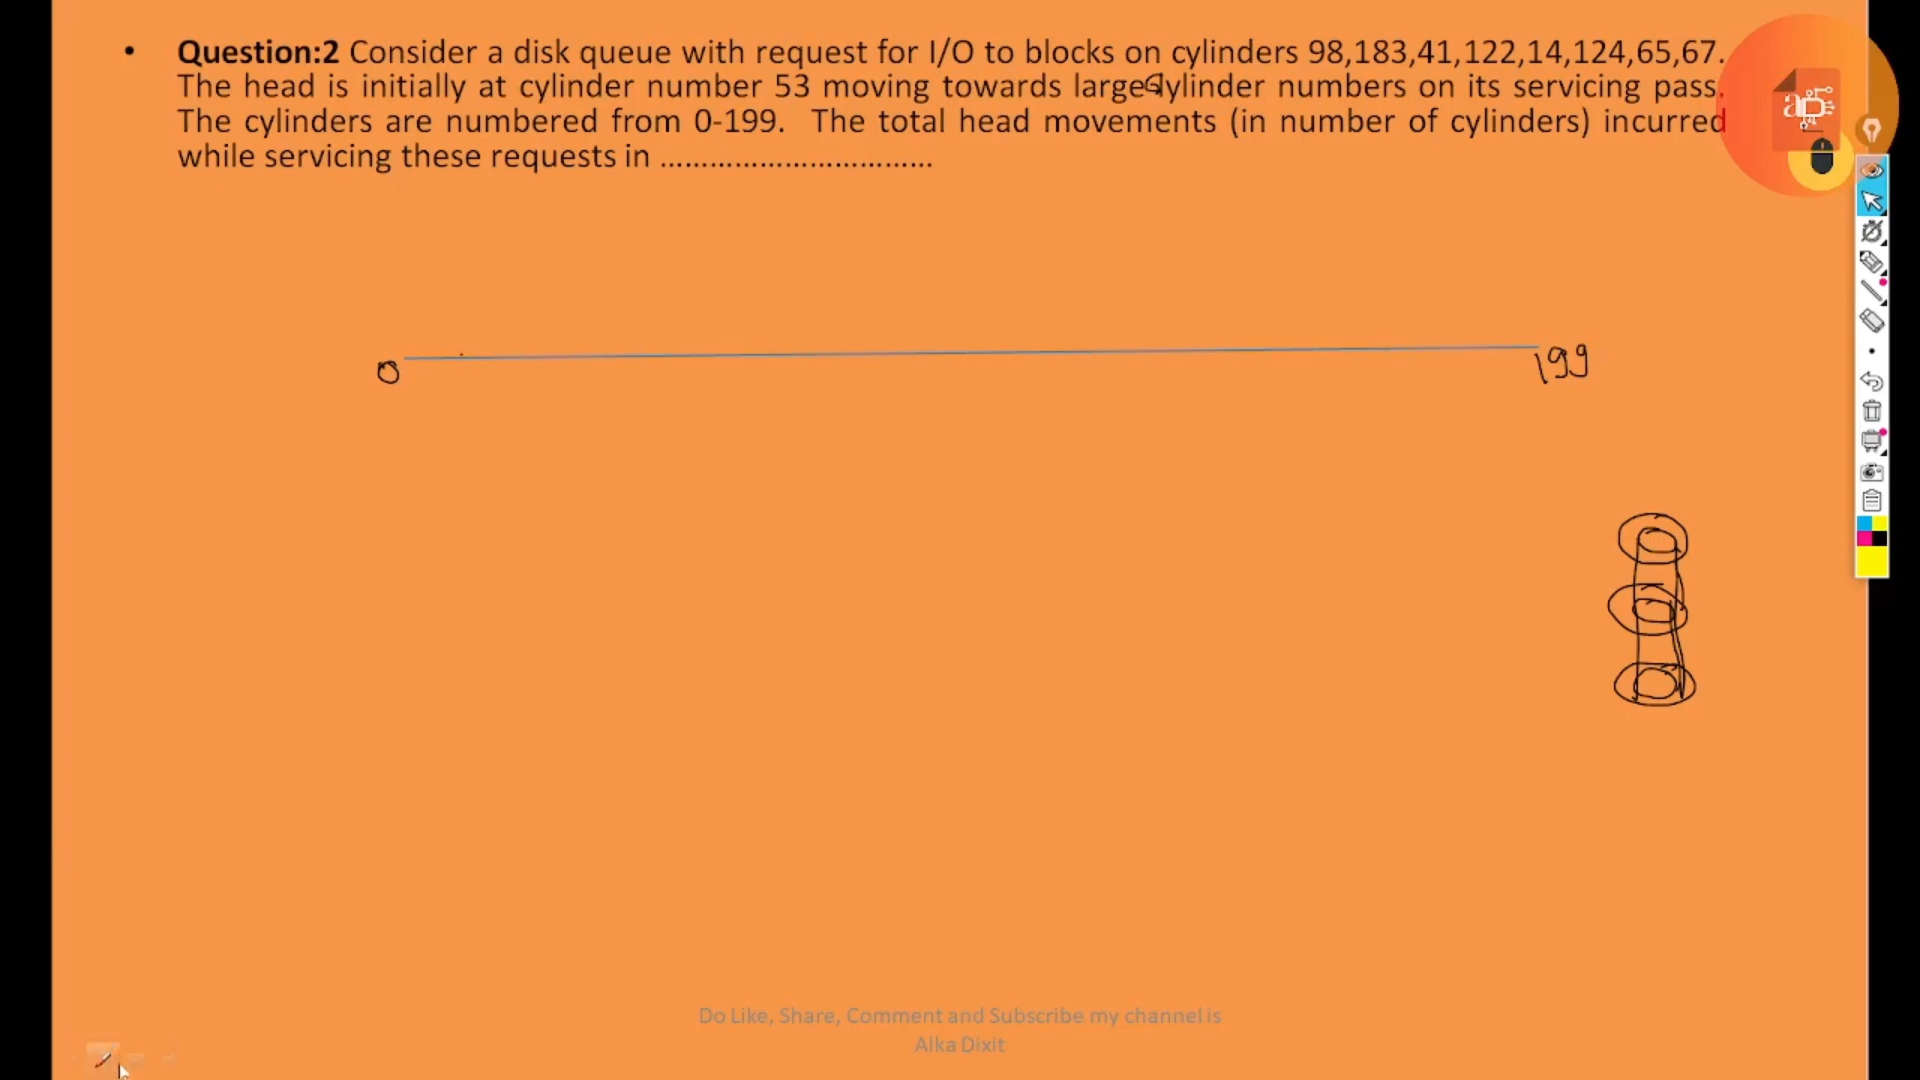 • Question:2 Consider a disk queue with request for I/O to blocks on cylinders 98,183,41,122,14,124,65,67.
The head is initially at cylinder number 53 moving towards large cylinder numbers on its servicing pass.
The cylinders are numbered from 0-199. The total head movements (in number of cylinders) incurred
while servicing these requests in .................................
0
199
Do Like, Share, Comment and Subscribe my channel is
Alka Dixit